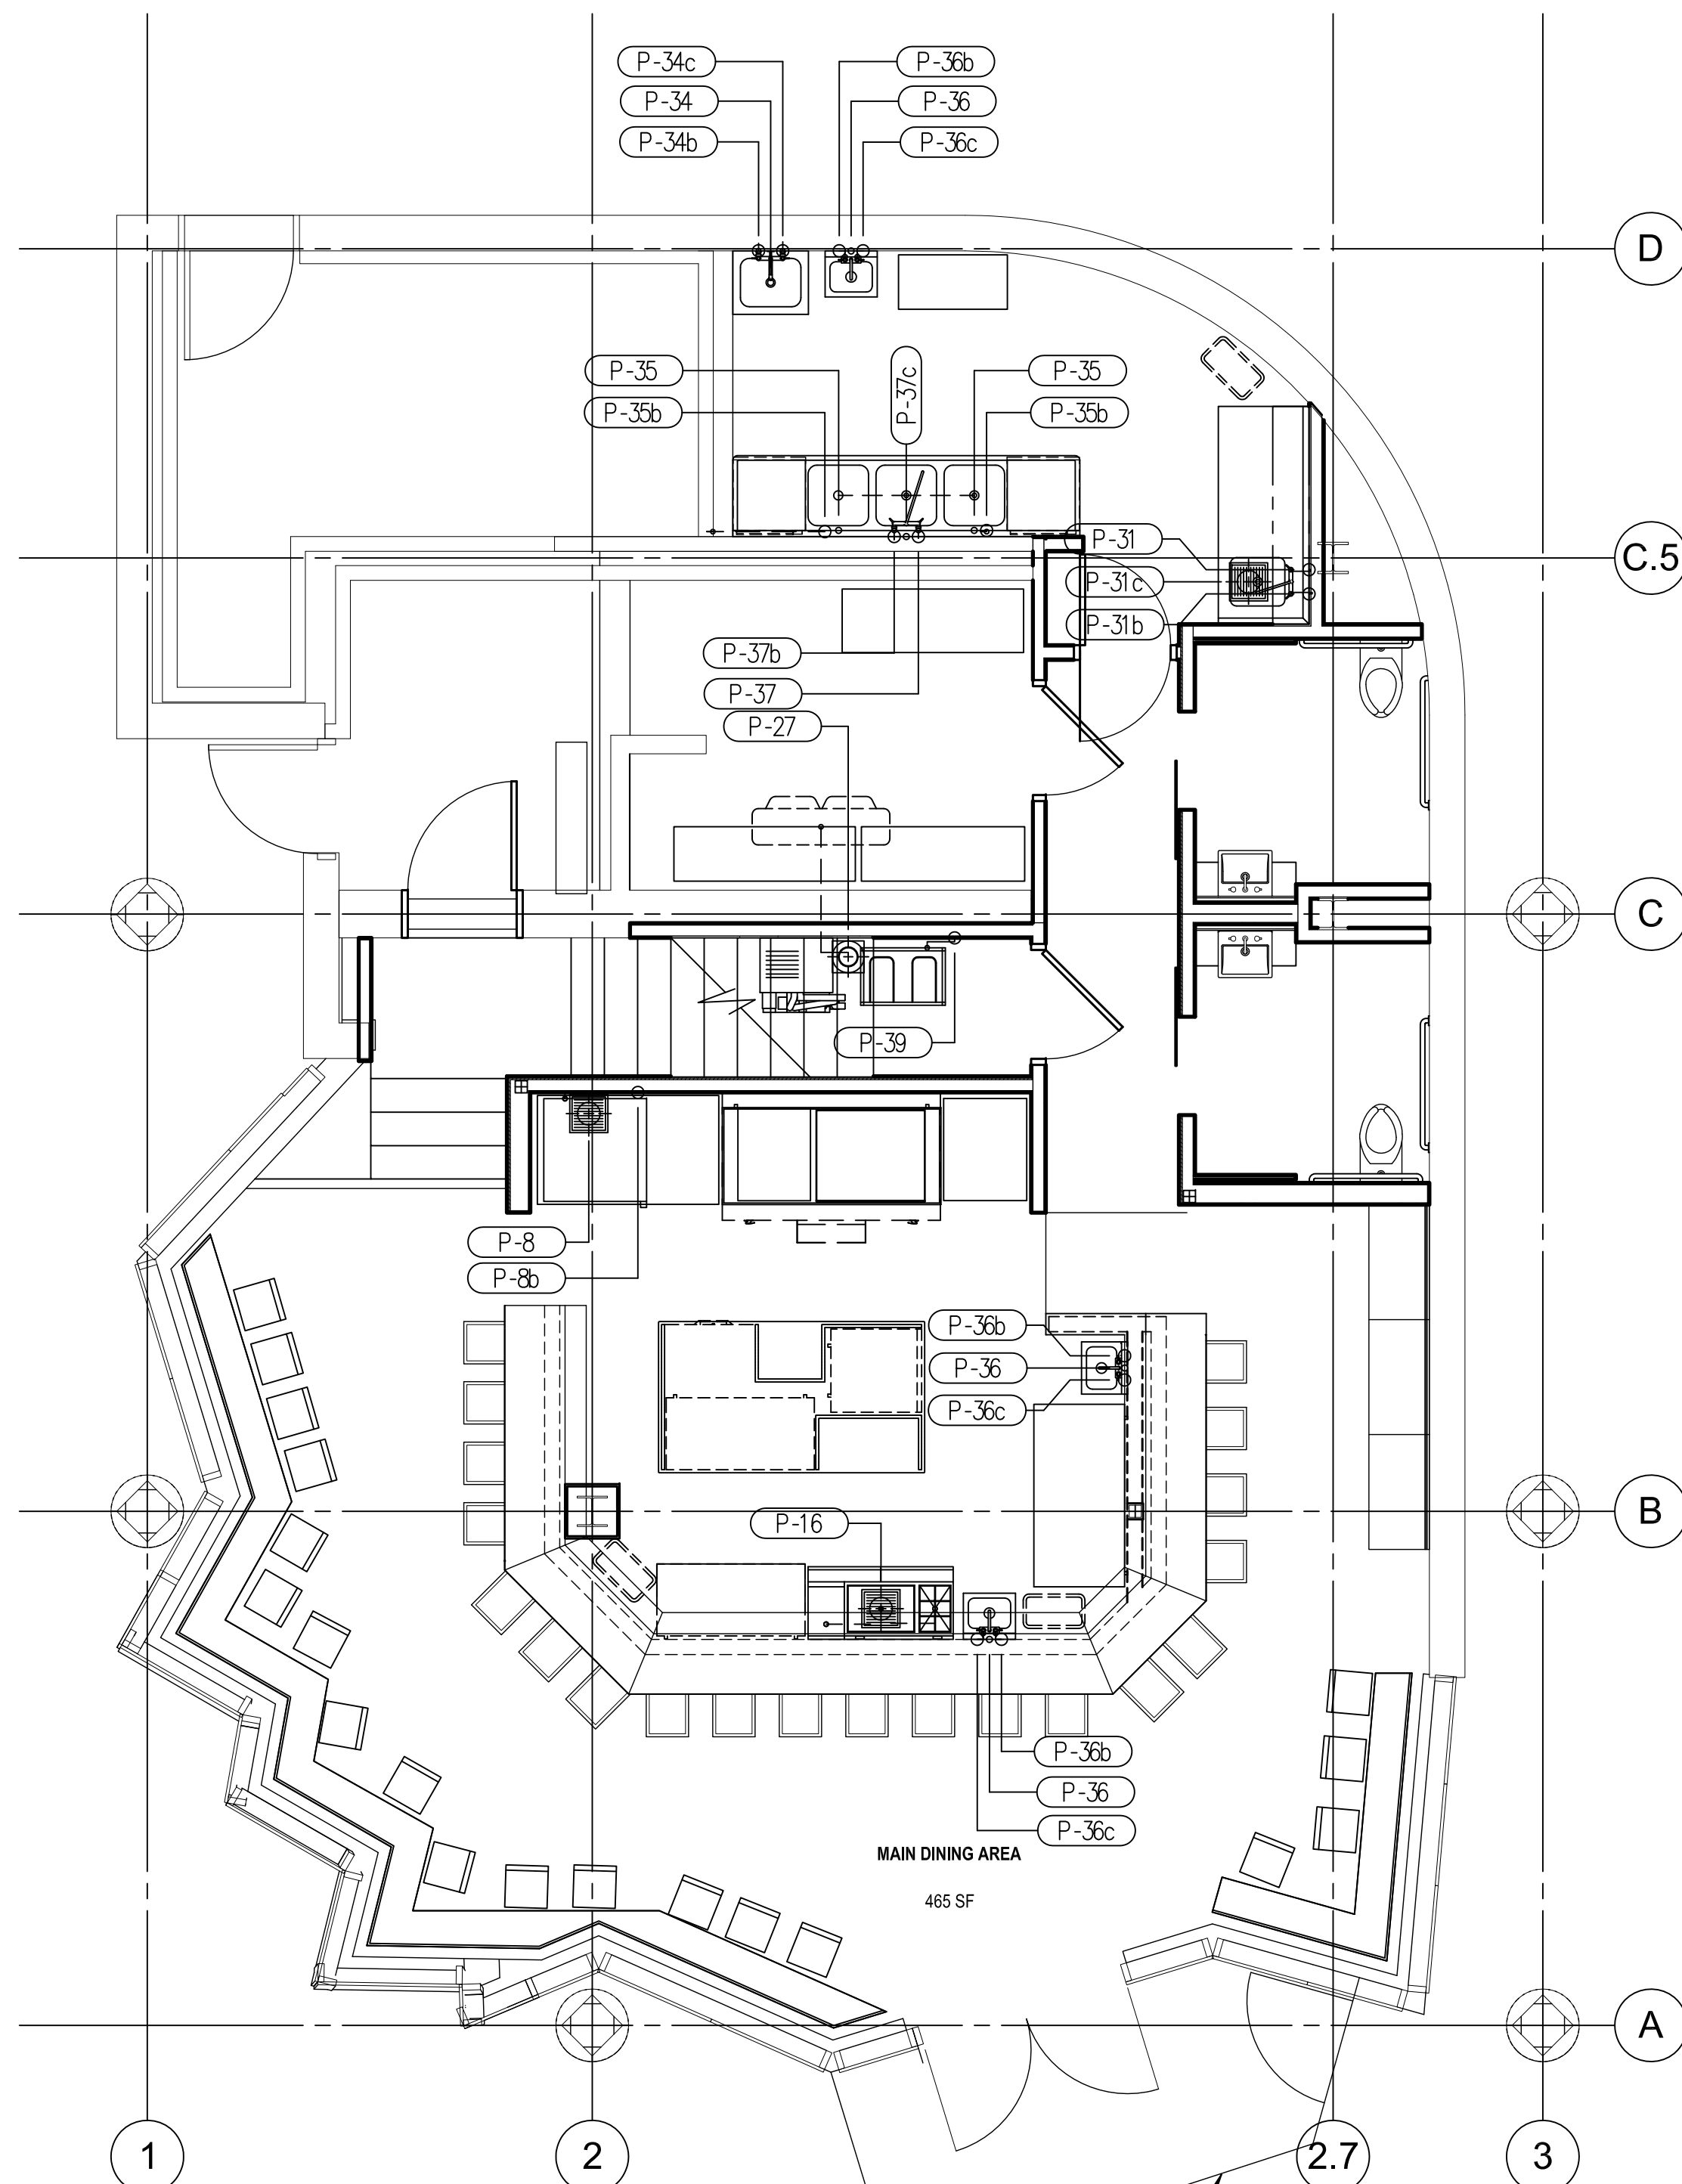 P-34c
P-36b
P-34
P-36
P-34b
P-36c
D
P-35
P-37c
P-35
P-35b
P-35b
P-31
C.5
P-31c
P-31b
P-37b
P-37
P-27
C
P-39
P-8
P-8b
P-36b
P-36
P-36c
B
P-16
P-36b
P-36
P-36c
MAIN DINING AREA
465 SF
A
1
2
2.7
3